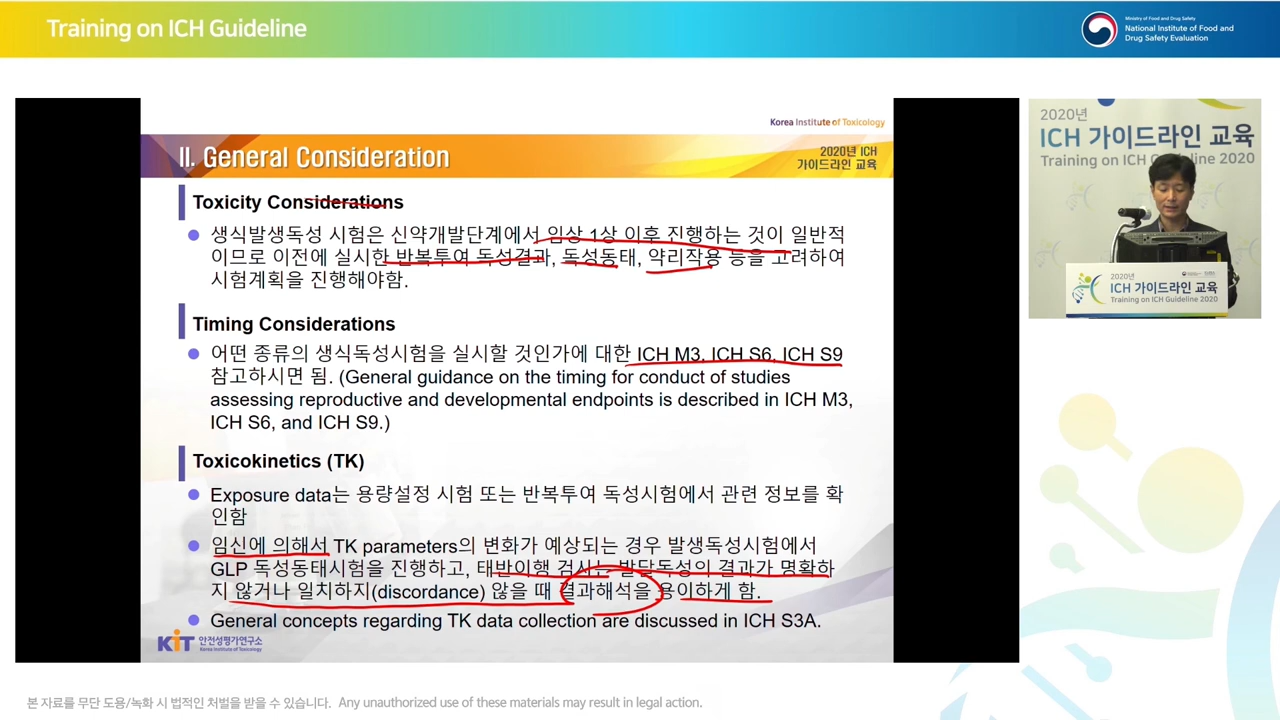 Training on ICH Guideline
Ministry of Food and Drug Safety
National Institute of Food and
Drug Safety Evaluation
Korea Institute of Toxicology
II. General Consideration
2020년 ICH
가이드라인 교육
Toxicity Considerations
생식발생독성 시험은 신약개발단계에서 임상 1상 이후 진행하는 것이 일반적
이므로 이전에 실시한 반복투여 독성결과, 독성동태, 약리작용 등을 고려하여
시험계획을 진행해야함.
Timing Considerations
어떤 종류의 생식독성시험을 실시할 것인가에 대한 ICH M3, ICH S6, ICH S9
참고하시면 됨. (General guidance on the timing for conduct of studies
assessing reproductive and developmental endpoints is described in ICH M3,
ICH S6, and ICH S9.)
Toxicokinetics (TK)
Exposure data는 용량설정 시험 또는 반복투여 독성시험에서 관련 정보를 확
인함
임신에 의해서 TK parameters의 변화가 예상되는 경우 발생독성시험에서
GLP 독성동태시험을 진행하고, 태반이행 검사는 발달독성의 결과가 명확하
지 않거나 일치하지(discordance) 않을 때 결과해석을 용이하게 함.
General concepts regarding TK data collection are discussed in ICH S3A.
KIT 안전성평가연구소
Korea Institute of Toxicology
2020년
ICH 가이드라인 교육
Training on ICH Guideline 2020
2020년
ICH 가이드라인 교육
Training on ICH Guideline 2020
본 자료를 무단 도용/녹화 시 법적인 처벌을 받을 수 있습니다. Any unauthorized use of these materials may result in legal action.